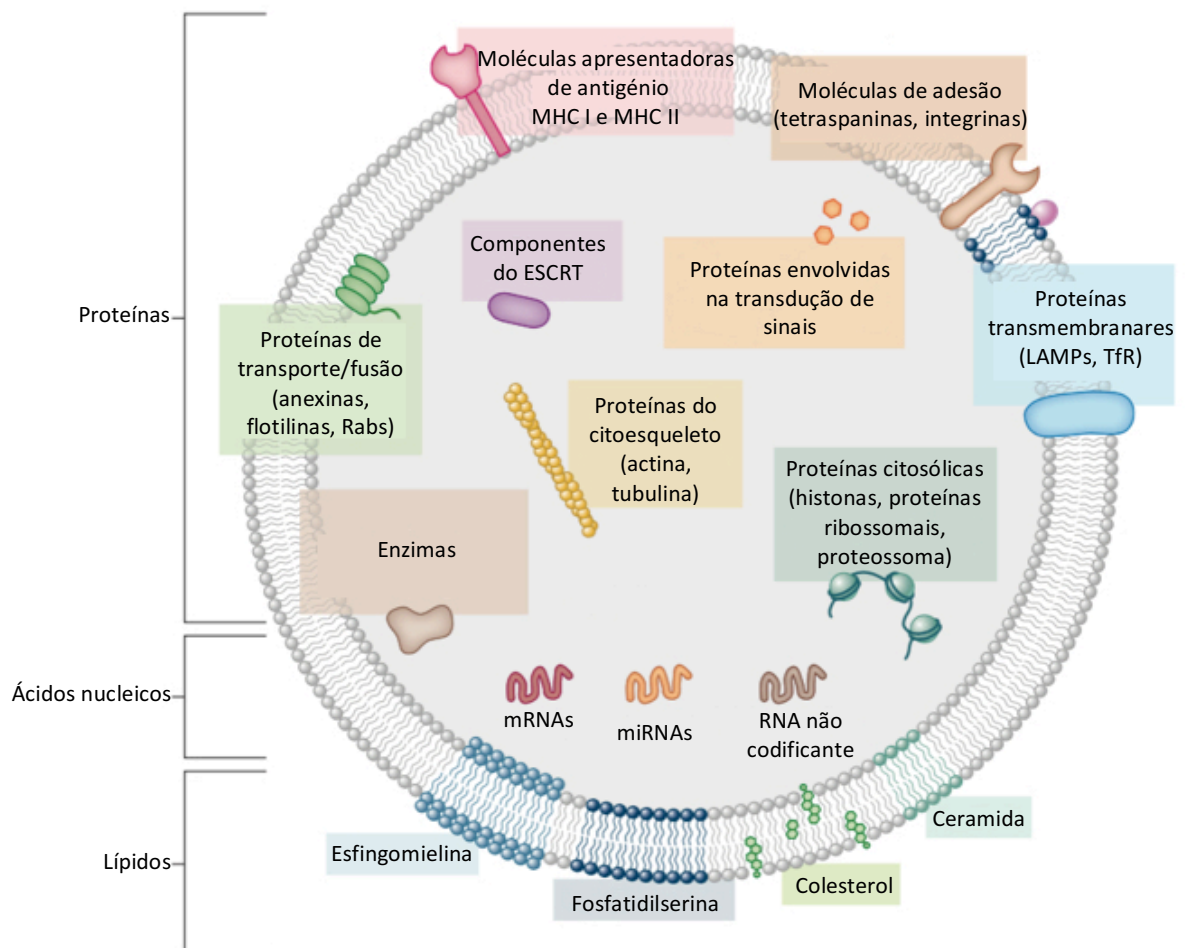 Moléculas apresentadoras
de antigénio
MHC I e MHC II
Moléculas de adesão
(tetraspaninas, integrinas)
Componentes
do ESCRT
Proteínas envolvidas
na transdução de
sinais
Proteínas
transmembranares
(LAMPs, TfR)
Proteínas
Proteínas de
transporte/fusão
(anexinas,
flotilinas, Rabs)
Proteínas do
citoesqueleto
(actina,
tubulina)
Proteínas citosólicas
(histonas, proteínas
ribossomais,
proteossoma)
Enzimas
Ácidos nucleicos
mRNAs
miRNAs
RNA não
codificante
Lípidos
Esfingomielina
Fosfatidilserina
Colesterol
Ceramida